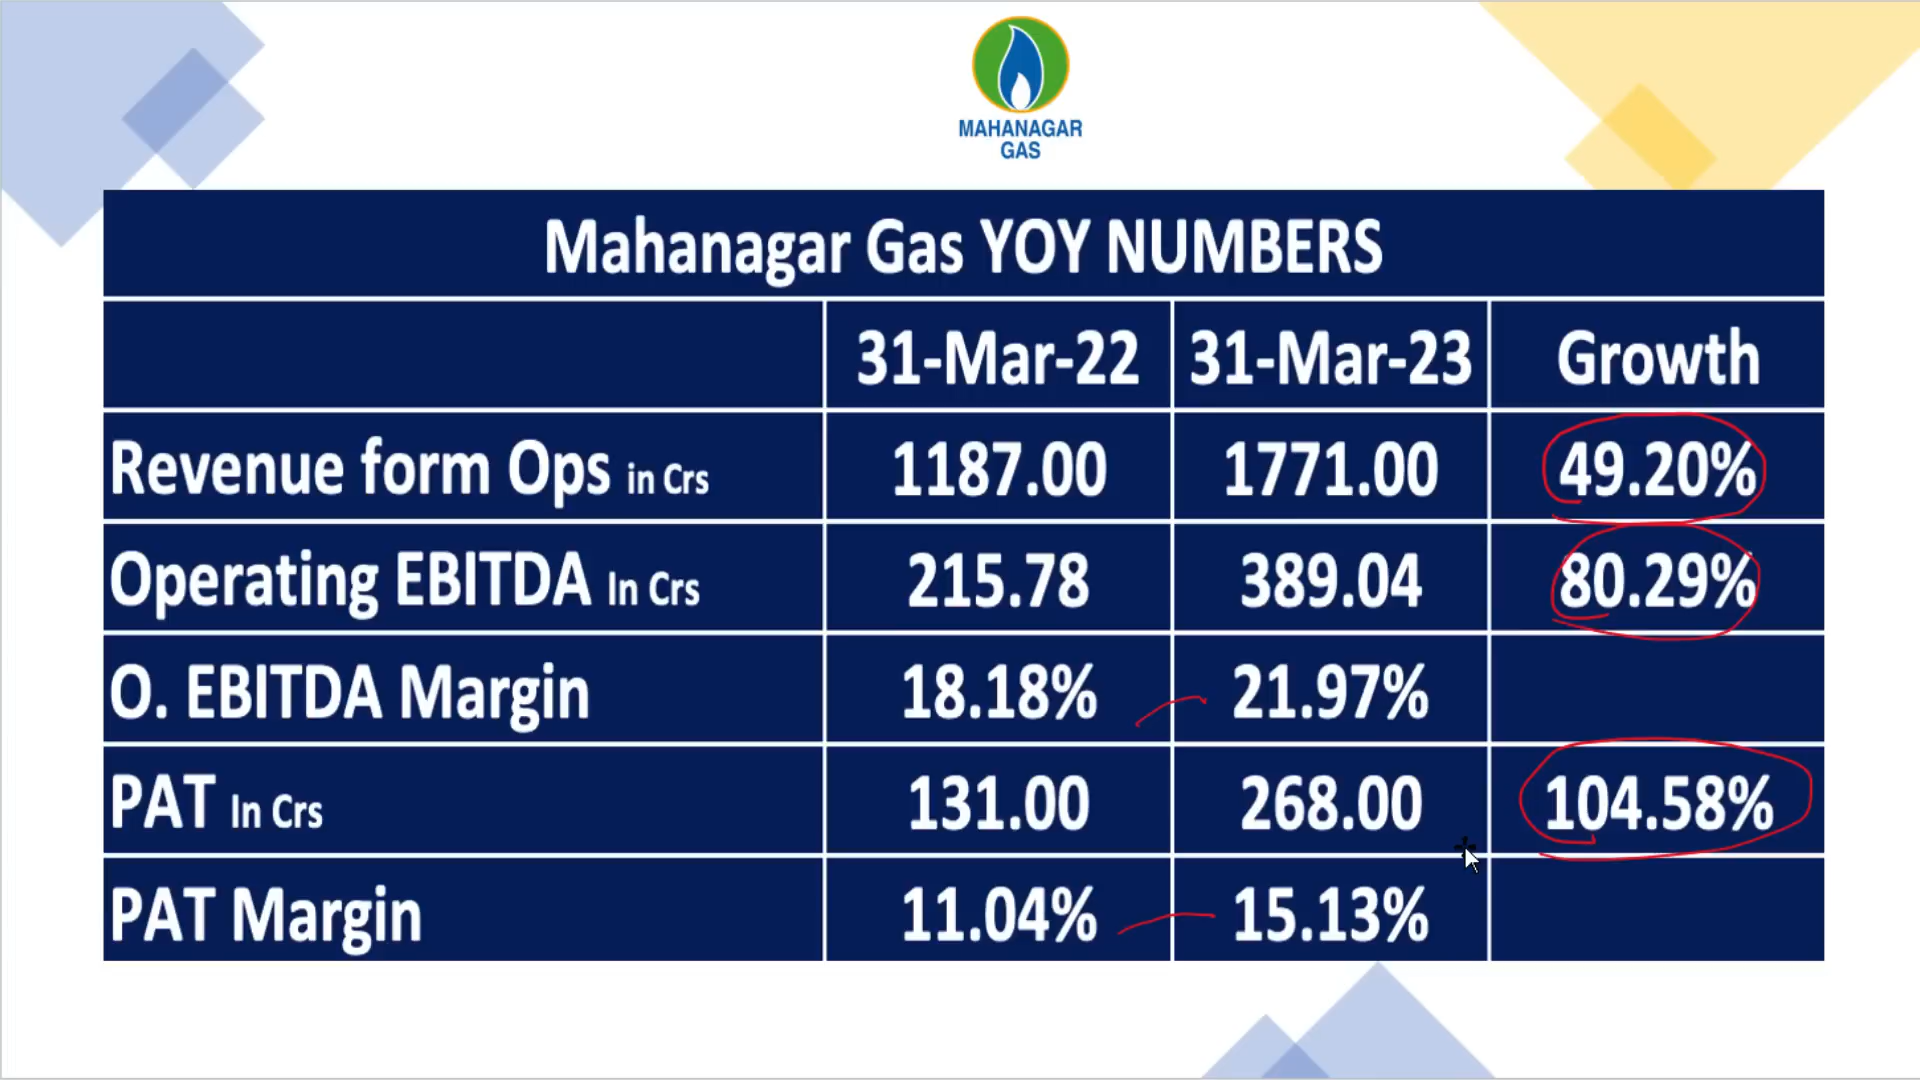 MAHANAGAR
GAS
Mahanagar Gas YOY NUMBERS
31-Mar-22 31-Mar-23 Growth
Revenue form Ops in Crs 1187.00 1771.00 49.20%
Operating EBITDA In Crs 215.78 389.04 80.29%
O. EBITDA Margin 18.18% 21.97%
PAT In Crs 131.00 268.00 104.58%
PAT Margin 11.04% 15.13%